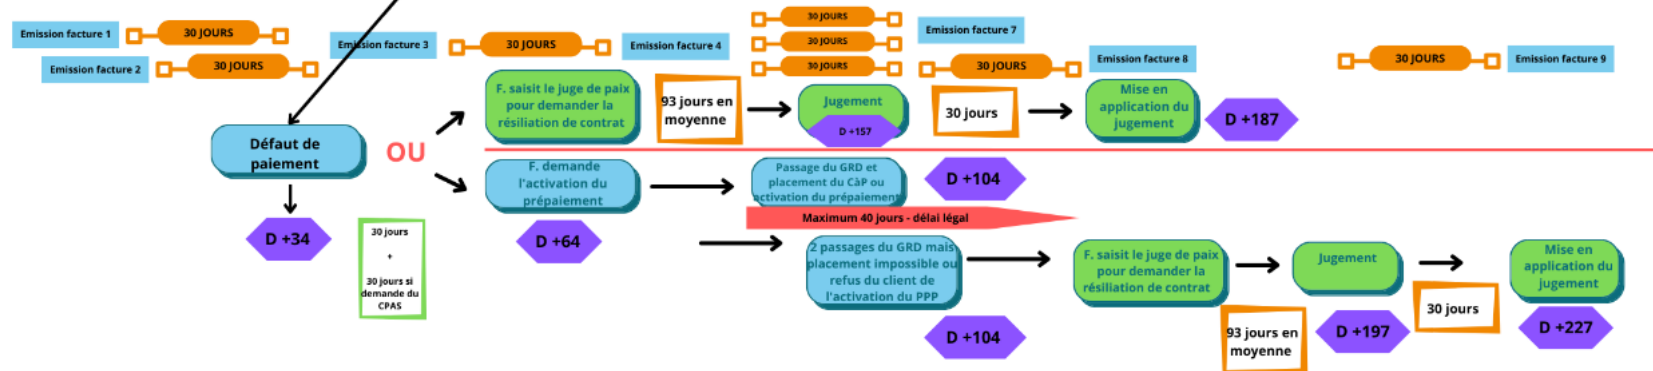 Emission facture 1
30 JOURS
Emission facture 2
30 JOURS
Emission facture 3
30 JOURS
Emission facture 4
30 JOURS
30 JOURS
30 JOURS
Emission facture 7
30 JOURS
Emission facture 8
30 JOURS
Emission facture 9
Défaut de
paiement
D +34
OU
30 jours
+
30 jours si
demande du
CPAS
F. saisit le juge de paix
pour demander la
résiliation de contrat
93 jours en
moyenne
Jugement
D +157
30 jours
Mise en
application du
jugement
D +187
F. demande
l'activation du
prépaiement
D +64
Passage du GRD et
placement du CàP ou
activation du prépaiement
D +104
Maximum 40 jours - délai légal
2 passages du GRD mais
placement impossible ou
refus du client de
l'activation du PPP
D +104
F. saisit le juge de paix
pour demander la
résiliation de contrat
93 jours en
moyenne
Jugement
D +197
30 jours
Mise en
application du
jugement
D +227